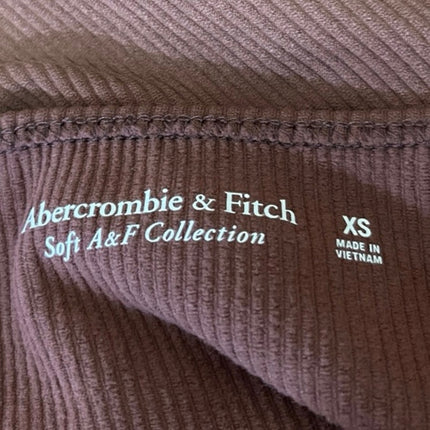 Abercrombie & Fitch
Soft A&F Collection
XS
MADE IN
VIETNAM